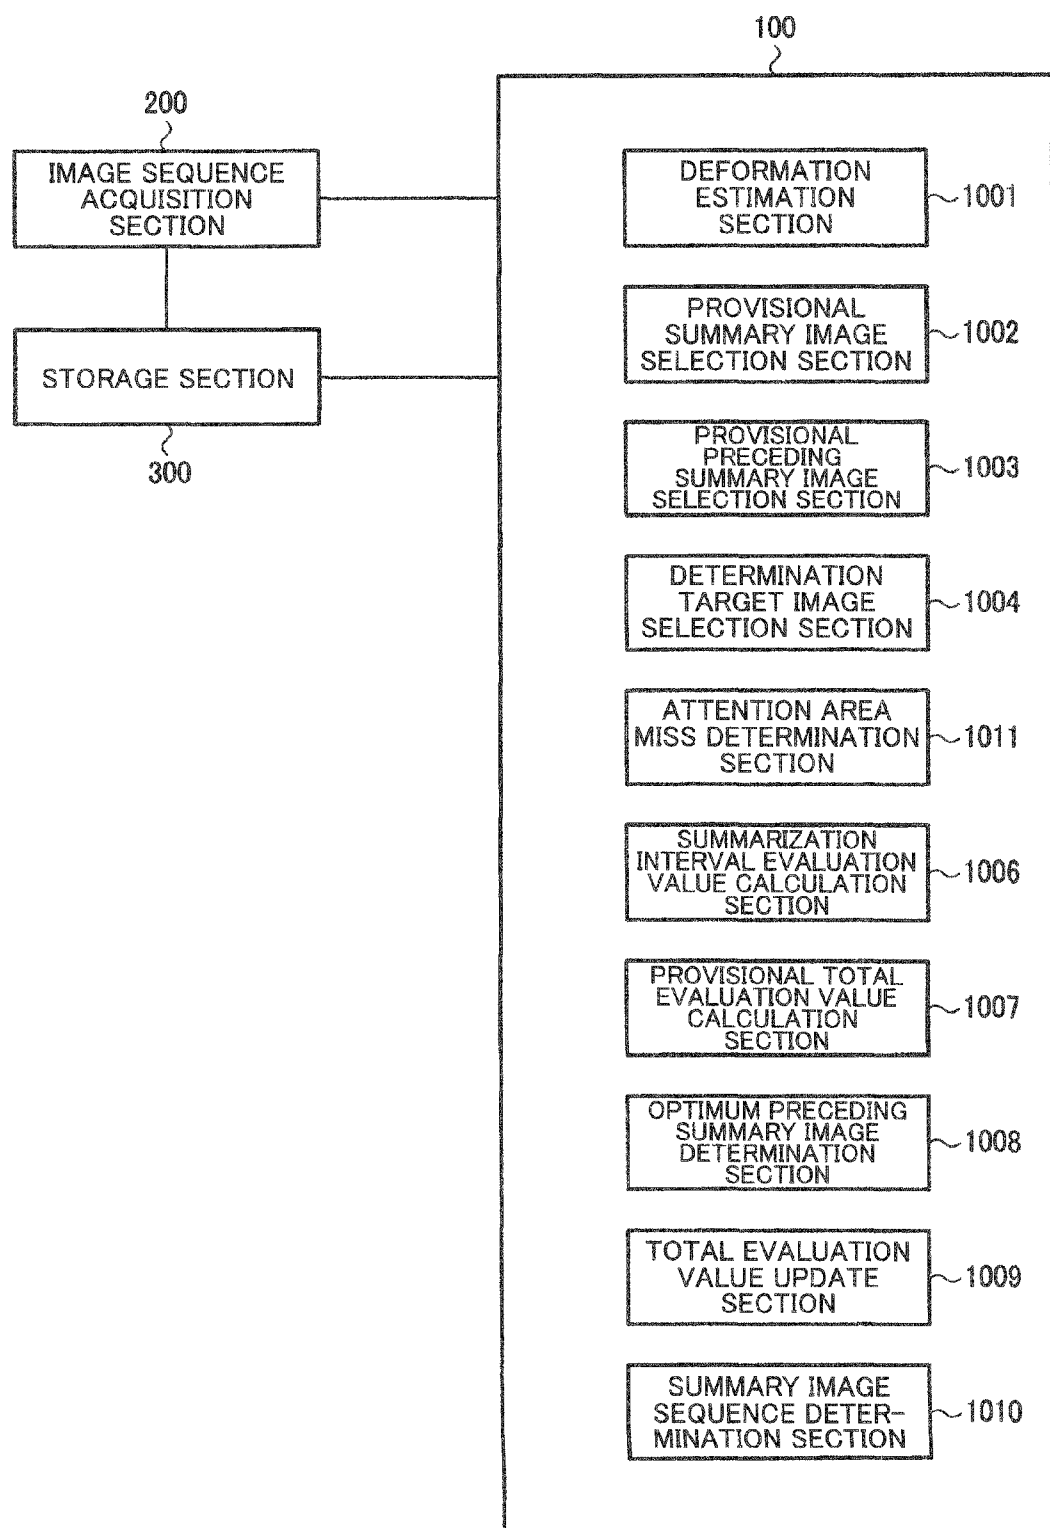 100
200
IMAGE SEQUENCE
ACQUISITION
SECTION
STORAGE SECTION
300
DEFORMATION
ESTIMATION
SECTION
1001
PROVISIONAL
SUMMARY IMAGE
SELECTION SECTION
1002
PROVISIONAL
PRECEDING
SUMMARY IMAGE
SELECTION SECTION
1003
DETERMINATION
TARGET IMAGE
SELECTION SECTION
1004
ATTENTION AREA
MISS DETERMINATION
SECTION
1011
SUMMARIZATION
INTERVAL EVALUATION
VALUE CALCULATION
SECTION
1006
PROVISIONAL TOTAL
EVALUATION VALUE
CALCULATION
SECTION
1007
OPTIMUM PRECEDING
SUMMARY IMAGE
DETERMINATION
SECTION
1008
TOTAL EVALUATION
VALUE UPDATE
SECTION
1009
SUMMARY IMAGE
SEQUENCE DETER-
MINATION SECTION
1010